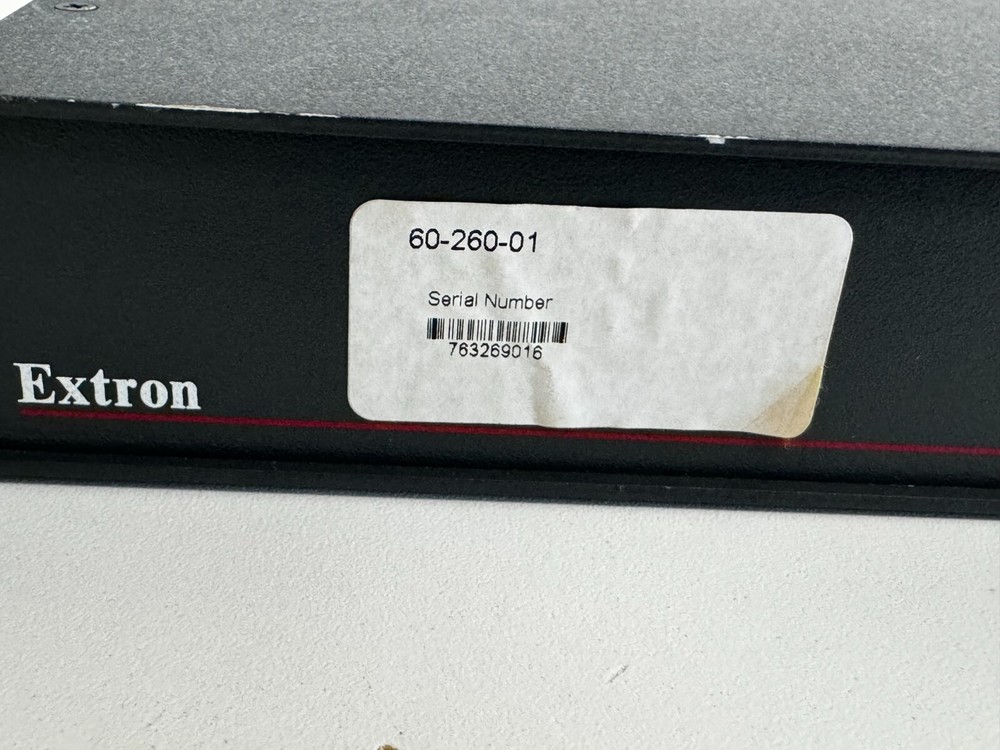 60-260-01
Serial Number
763269016
Extron